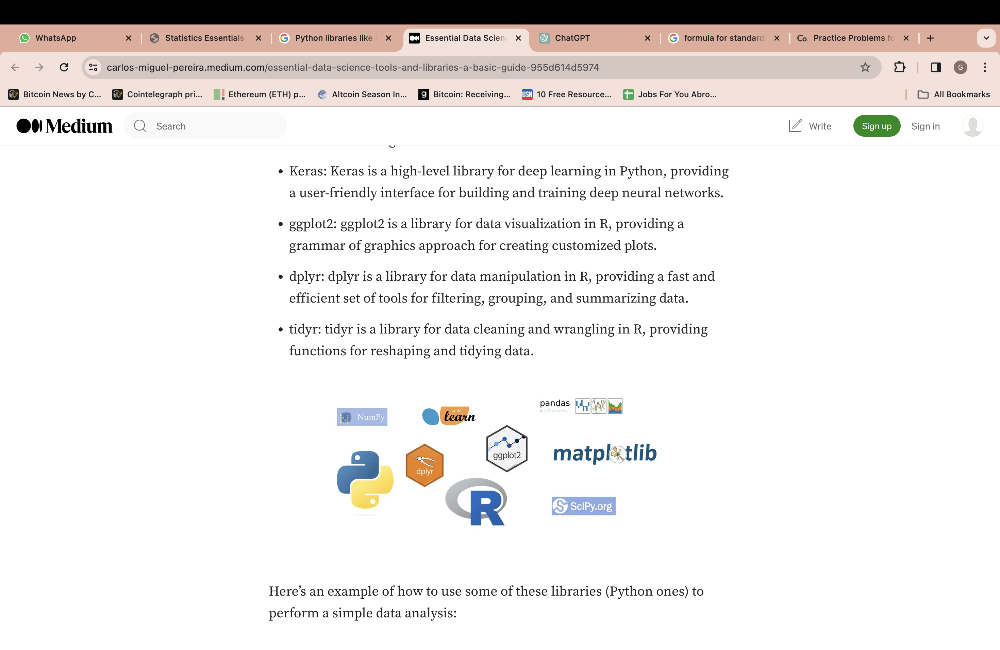 WhatsApp
Statistics Essentials
Python libraries like
Essential Data Scien
ChatGPT
formula for standard
Co. Practice Problems fo
carlos-miguel-pereira.medium.com/essential-data-science-tools-and-libraries-a-basic-guide-955d614d5974
G
Bitcoin News by C...
Cointelegraph pri...
Ethereum (ETH) p...
Altcoin Season In...
g Bitcoin: Receiving...
USN 10 Free Resource...
Jobs For You Abro...
All Bookmarks
Medium
Search
Write
Sign up
Sign in
• Keras: Keras is a high-level library for deep learning in Python, providing
a user-friendly interface for building and training deep neural networks.
• ggplot2: ggplot2 is a library for data visualization in R, providing a
grammar of graphics approach for creating customized plots.
• dplyr: dplyr is a library for data manipulation in R, providing a fast and
efficient set of tools for filtering, grouping, and summarizing data.
• tidyr: tidyr is a library for data cleaning and wrangling in R, providing
functions for reshaping and tidying data.
NumPy
scikit
learn
pandas
ggplot2
matplotlib
dplyr
R
SciPy.org
Here’s an example of how to use some of these libraries (Python ones) to
perform a simple data analysis: